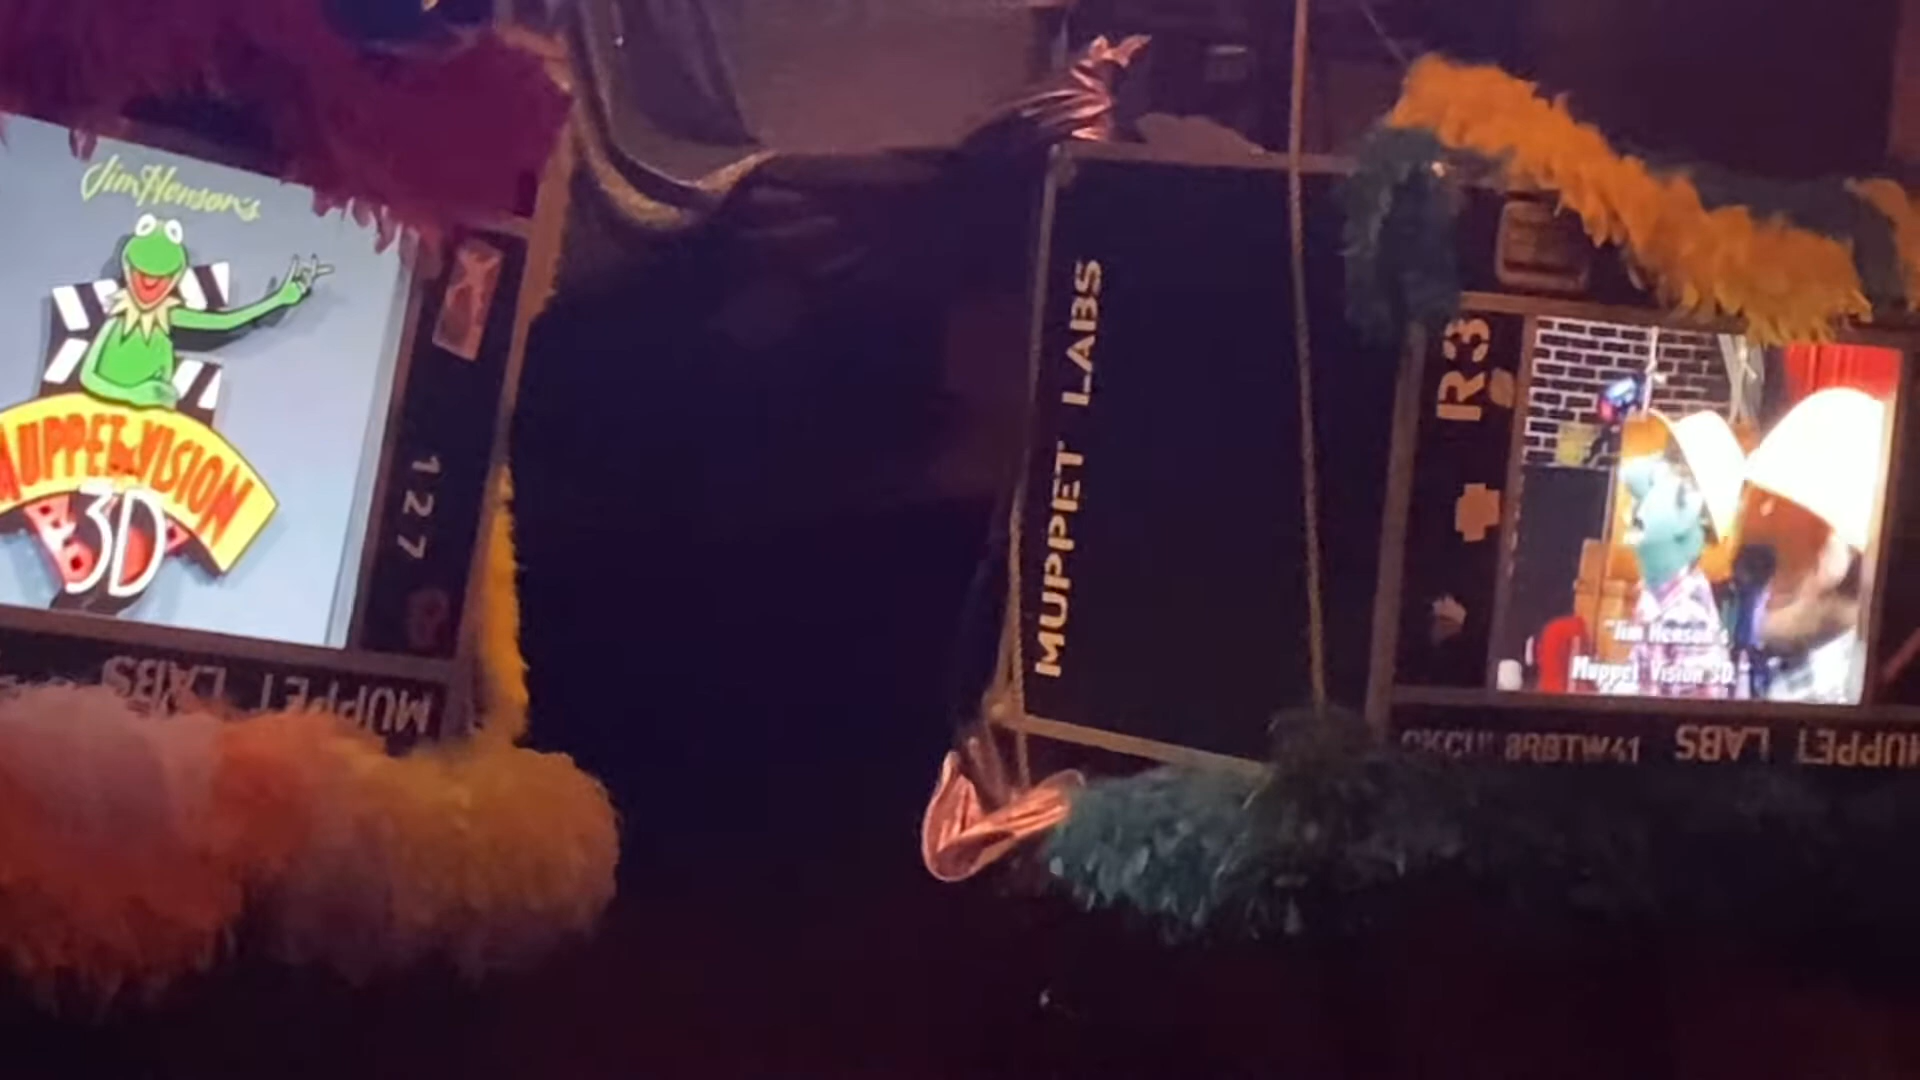 Jim Henson's
MUPPET-VISION
3D
127
MUPPET LABS
MUPPET LABS
R3
"Jim Henson's
Muppet Vision 3D."
MUPPET LABS